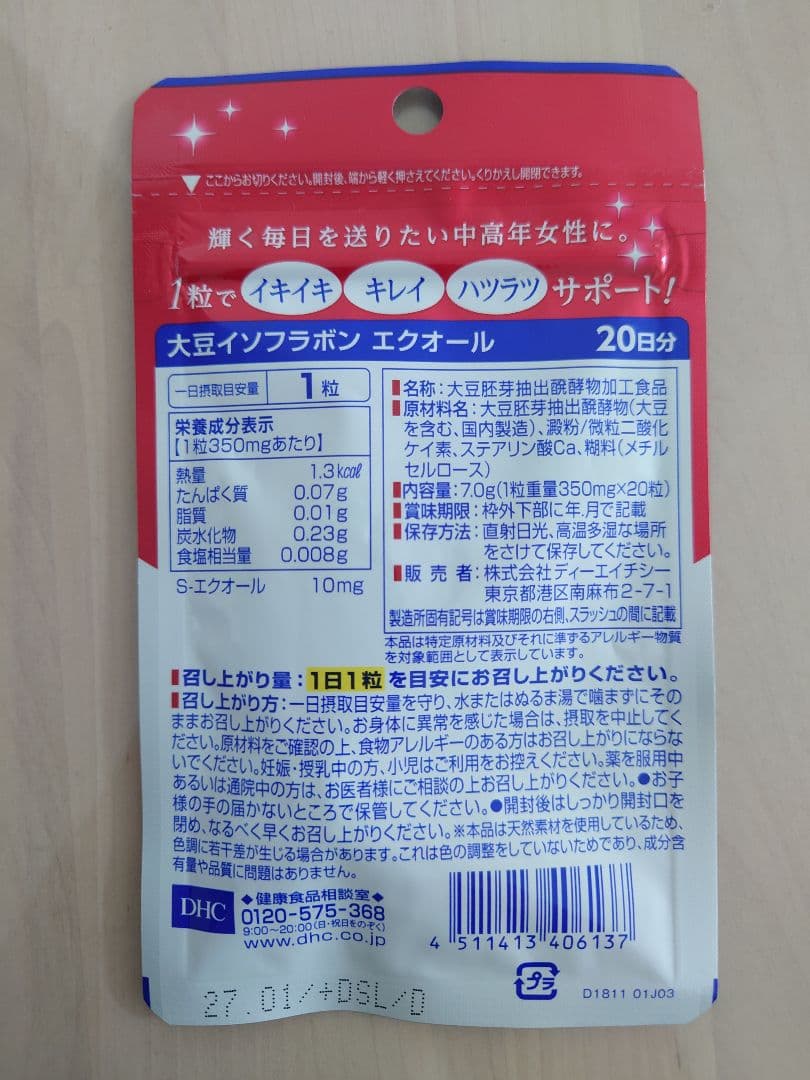 ▼ここからお切りください。開封後、端から軽く押さえてください。くりかえし開閉できます。
輝く毎日を送りたい中高年女性に。
1粒で イキイキ キレイ ハツラツ サポート!
大豆イソフラボン エクオール 20日分
一日摂取目安量 1粒
栄養成分表示
【1粒350mgあたり】
熱量 1.3kcal
たんぱく質 0.07g
脂質 0.01g
炭水化物 0.23g
食塩相当量 0.008g
S-エクオール 10mg
■名称:大豆胚芽抽出醗酵物加工食品
■原材料名:大豆胚芽抽出醗酵物(大豆
を含む、国内製造)、澱粉/微粒二酸化
ケイ素、ステアリン酸Ca、糊料(メチル
セルロース)
■内容量:7.0g(1粒重量350mg×20粒)
■賞味期限:枠外下部に年.月で記載
■保存方法:直射日光、高温多湿な場所
をさけて保存してください。
■販売者:株式会社ディーエイチシー
東京都港区南麻布2-7-1
製造所固有記号は賞味期限の右側、スラッシュの間に記載
本品は特定原材料及びそれに準ずるアレルギー物質
を対象範囲として表示しています。
■召し上がり量:1日1粒を目安にお召し上がりください。
■召し上がり方:一日摂取目安量を守り、水またはぬるま湯で噛まずにその
ままお召し上がりください。お身体に異常を感じた場合は、摂取を中止してく
ださい。原材料をご確認の上、食物アレルギーのある方はお召し上がりにならな
いでください。妊娠・授乳中の方、小児はご利用をお控えください。薬を服用中
あるいは通院中の方は、お医者様にご相談の上お召し上がりください。●お子
様の手の届かないところで保管してください。●開封後はしっかり開封口を
閉め、なるべく早くお召し上がりください。※本品は天然素材を使用しているため、
色調に若干差が生じる場合があります。これは色の調整をしていないためであり、成分含
有量や品質に問題はありません。
DHC
◆健康食品相談室◆
0120-575-368
9:00〜20:00(日・祝日をのぞく)
www.dhc.co.jp
4 511413 406137
プラ
D1811 01J03
27.01/+DSL/D